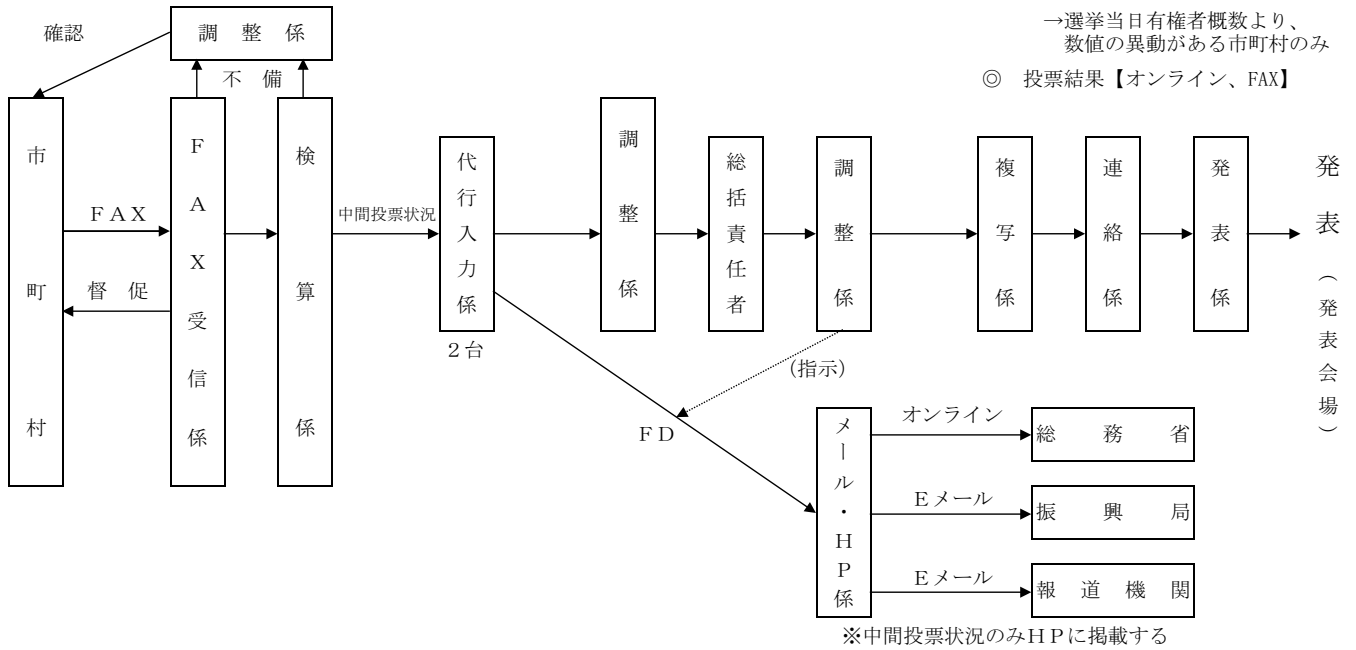 →選挙当日有権者概数より、
数値の異動がある市町村のみ
◎　投票結果【オンライン、FAX】
確認
調　整　係
不　備
市町村
ＦＡＸ
督　促
ＦＡＸ受信係
検算係
中間投票状況
代行入力係
２台
調整係
総括責任者
調整係
複写係
連絡係
発表係
発表（発表会場）
（指示）
ＦＤ
メール・ＨＰ係
オンライン
総　務　省
Ｅメール
振　興　局
Ｅメール
報　道　機　関
※中間投票状況のみＨＰに掲載する